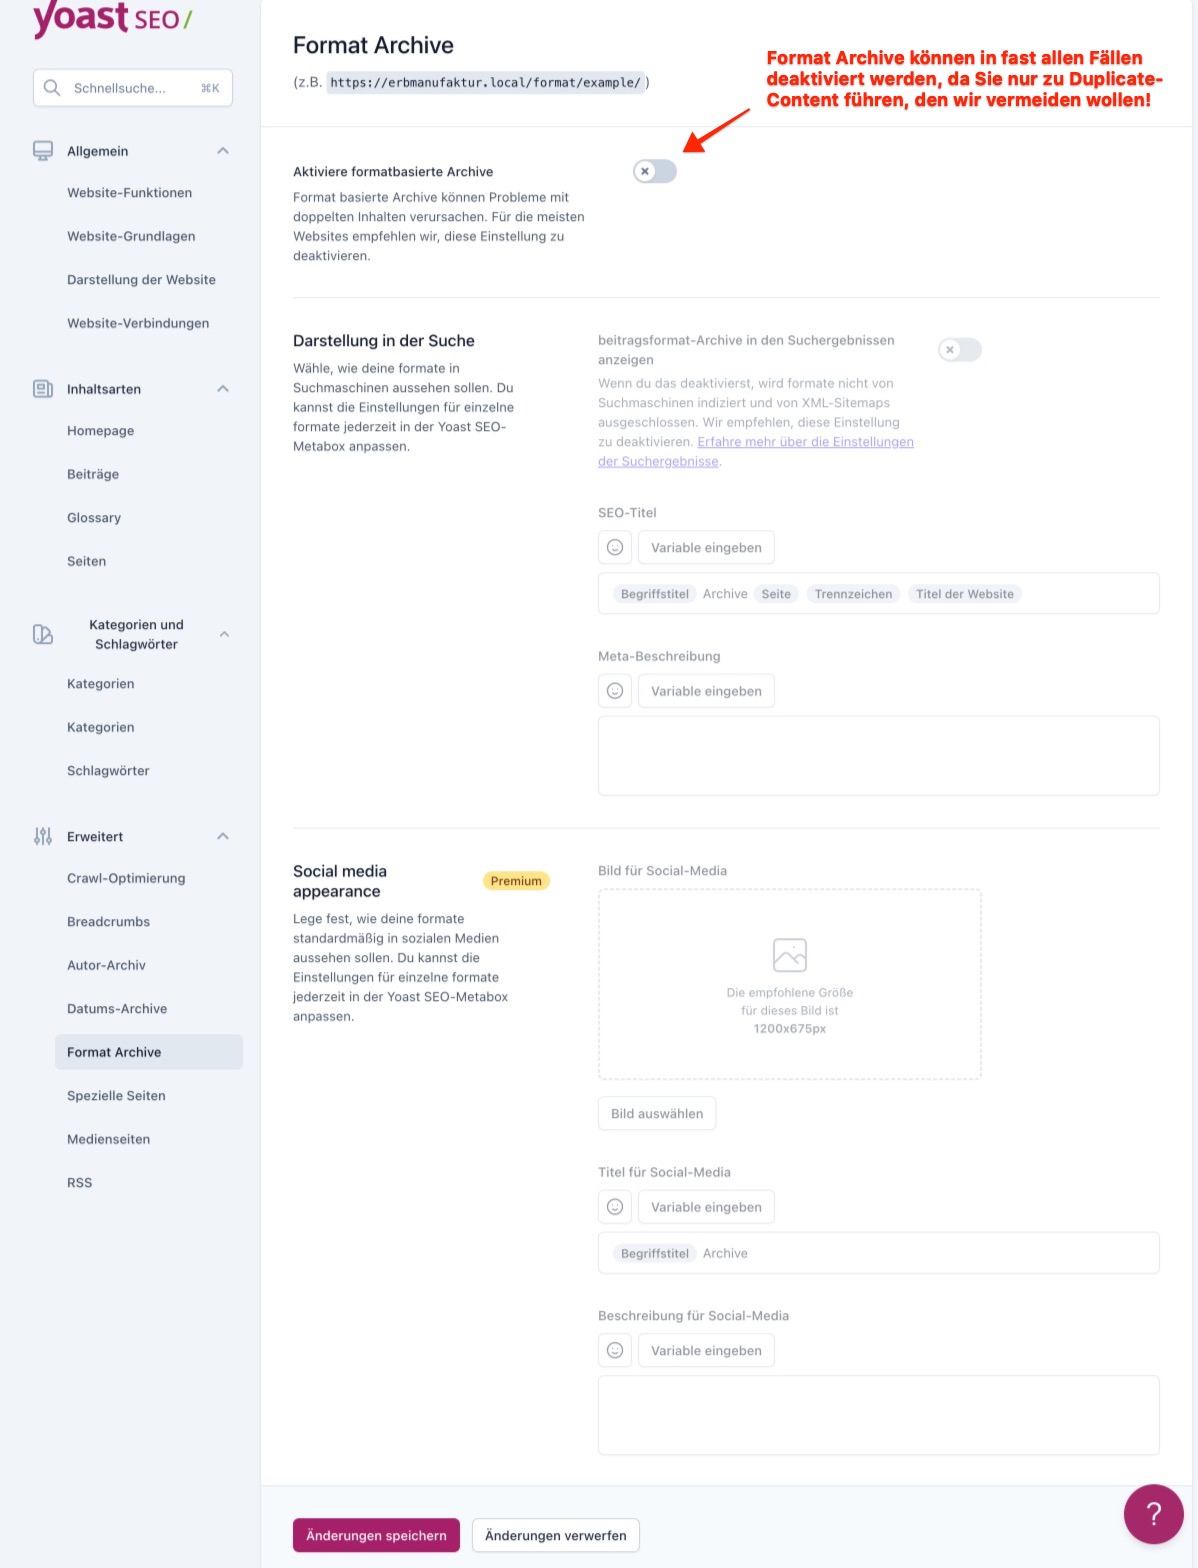 yoast SEO/
Schnellsuche... ⌘K
Allgemein
Website-Funktionen
Website-Grundlagen
Darstellung der Website
Website-Verbindungen
Inhaltsarten
Homepage
Beiträge
Glossary
Seiten
Kategorien und
Schlagwörter
Kategorien
Kategorien
Schlagwörter
Erweitert
Crawl-Optimierung
Breadcrumbs
Autor-Archiv
Datums-Archive
Format Archive
Spezielle Seiten
Medienseiten
RSS
Format Archive
(z.B. https://erbmanufaktur.local/format/example/)
Format Archive können in fast allen Fällen
deaktiviert werden, da Sie nur zu Duplicate-
Content führen, den wir vermeiden wollen!
Aktiviere formatbasierte Archive
Format basierte Archive können Probleme mit
doppelten Inhalten verursachen. Für die meisten
Websites empfehlen wir, diese Einstellung zu
deaktivieren.
Darstellung in der Suche
Wähle, wie deine formate in
Suchmaschinen aussehen sollen. Du
kannst die Einstellungen für einzelne
formate jederzeit in der Yoast SEO-
Metabox anpassen.
beitragsformat-Archive in den Suchergebnissen
anzeigen
Wenn du das deaktivierst, wird formate nicht von
Suchmaschinen indiziert und von XML-Sitemaps
ausgeschlossen. Wir empfehlen, diese Einstellung
zu deaktivieren. Erfahre mehr über die Einstellungen
der Suchergebnisse.
SEO-Titel
Variable eingeben
Begriffstitel Archive Seite Trennzeichen Titel der Website
Meta-Beschreibung
Variable eingeben
Social media
appearance
Premium
Lege fest, wie deine formate
standardmäßig in sozialen Medien
aussehen sollen. Du kannst die
Einstellungen für einzelne formate
jederzeit in der Yoast SEO-Metabox
anpassen.
Bild für Social-Media
Die empfohlene Größe
für dieses Bild ist
1200x675px
Bild auswählen
Titel für Social-Media
Variable eingeben
Begriffstitel Archive
Beschreibung für Social-Media
Variable eingeben
Änderungen speichern Änderungen verwerfen
?